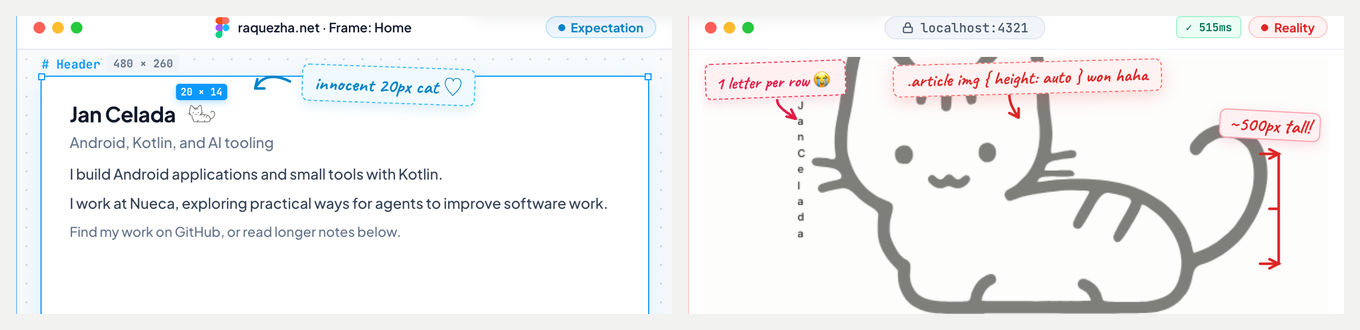 raquezha.net · Frame: Home
Expectation
# Header 480 × 260
innocent 20px cat ♡
20 × 14
Jan Celada
Android, Kotlin, and AI tooling
I build Android applications and small tools with Kotlin.
I work at Nueca, exploring practical ways for agents to improve software work.
Find my work on GitHub, or read longer notes below.
localhost:4321
✓ 515ms
Reality
1 letter per row 😭
.article img { height: auto } won haha
~500px tall!
J
a
n
C
e
l
a
d
a